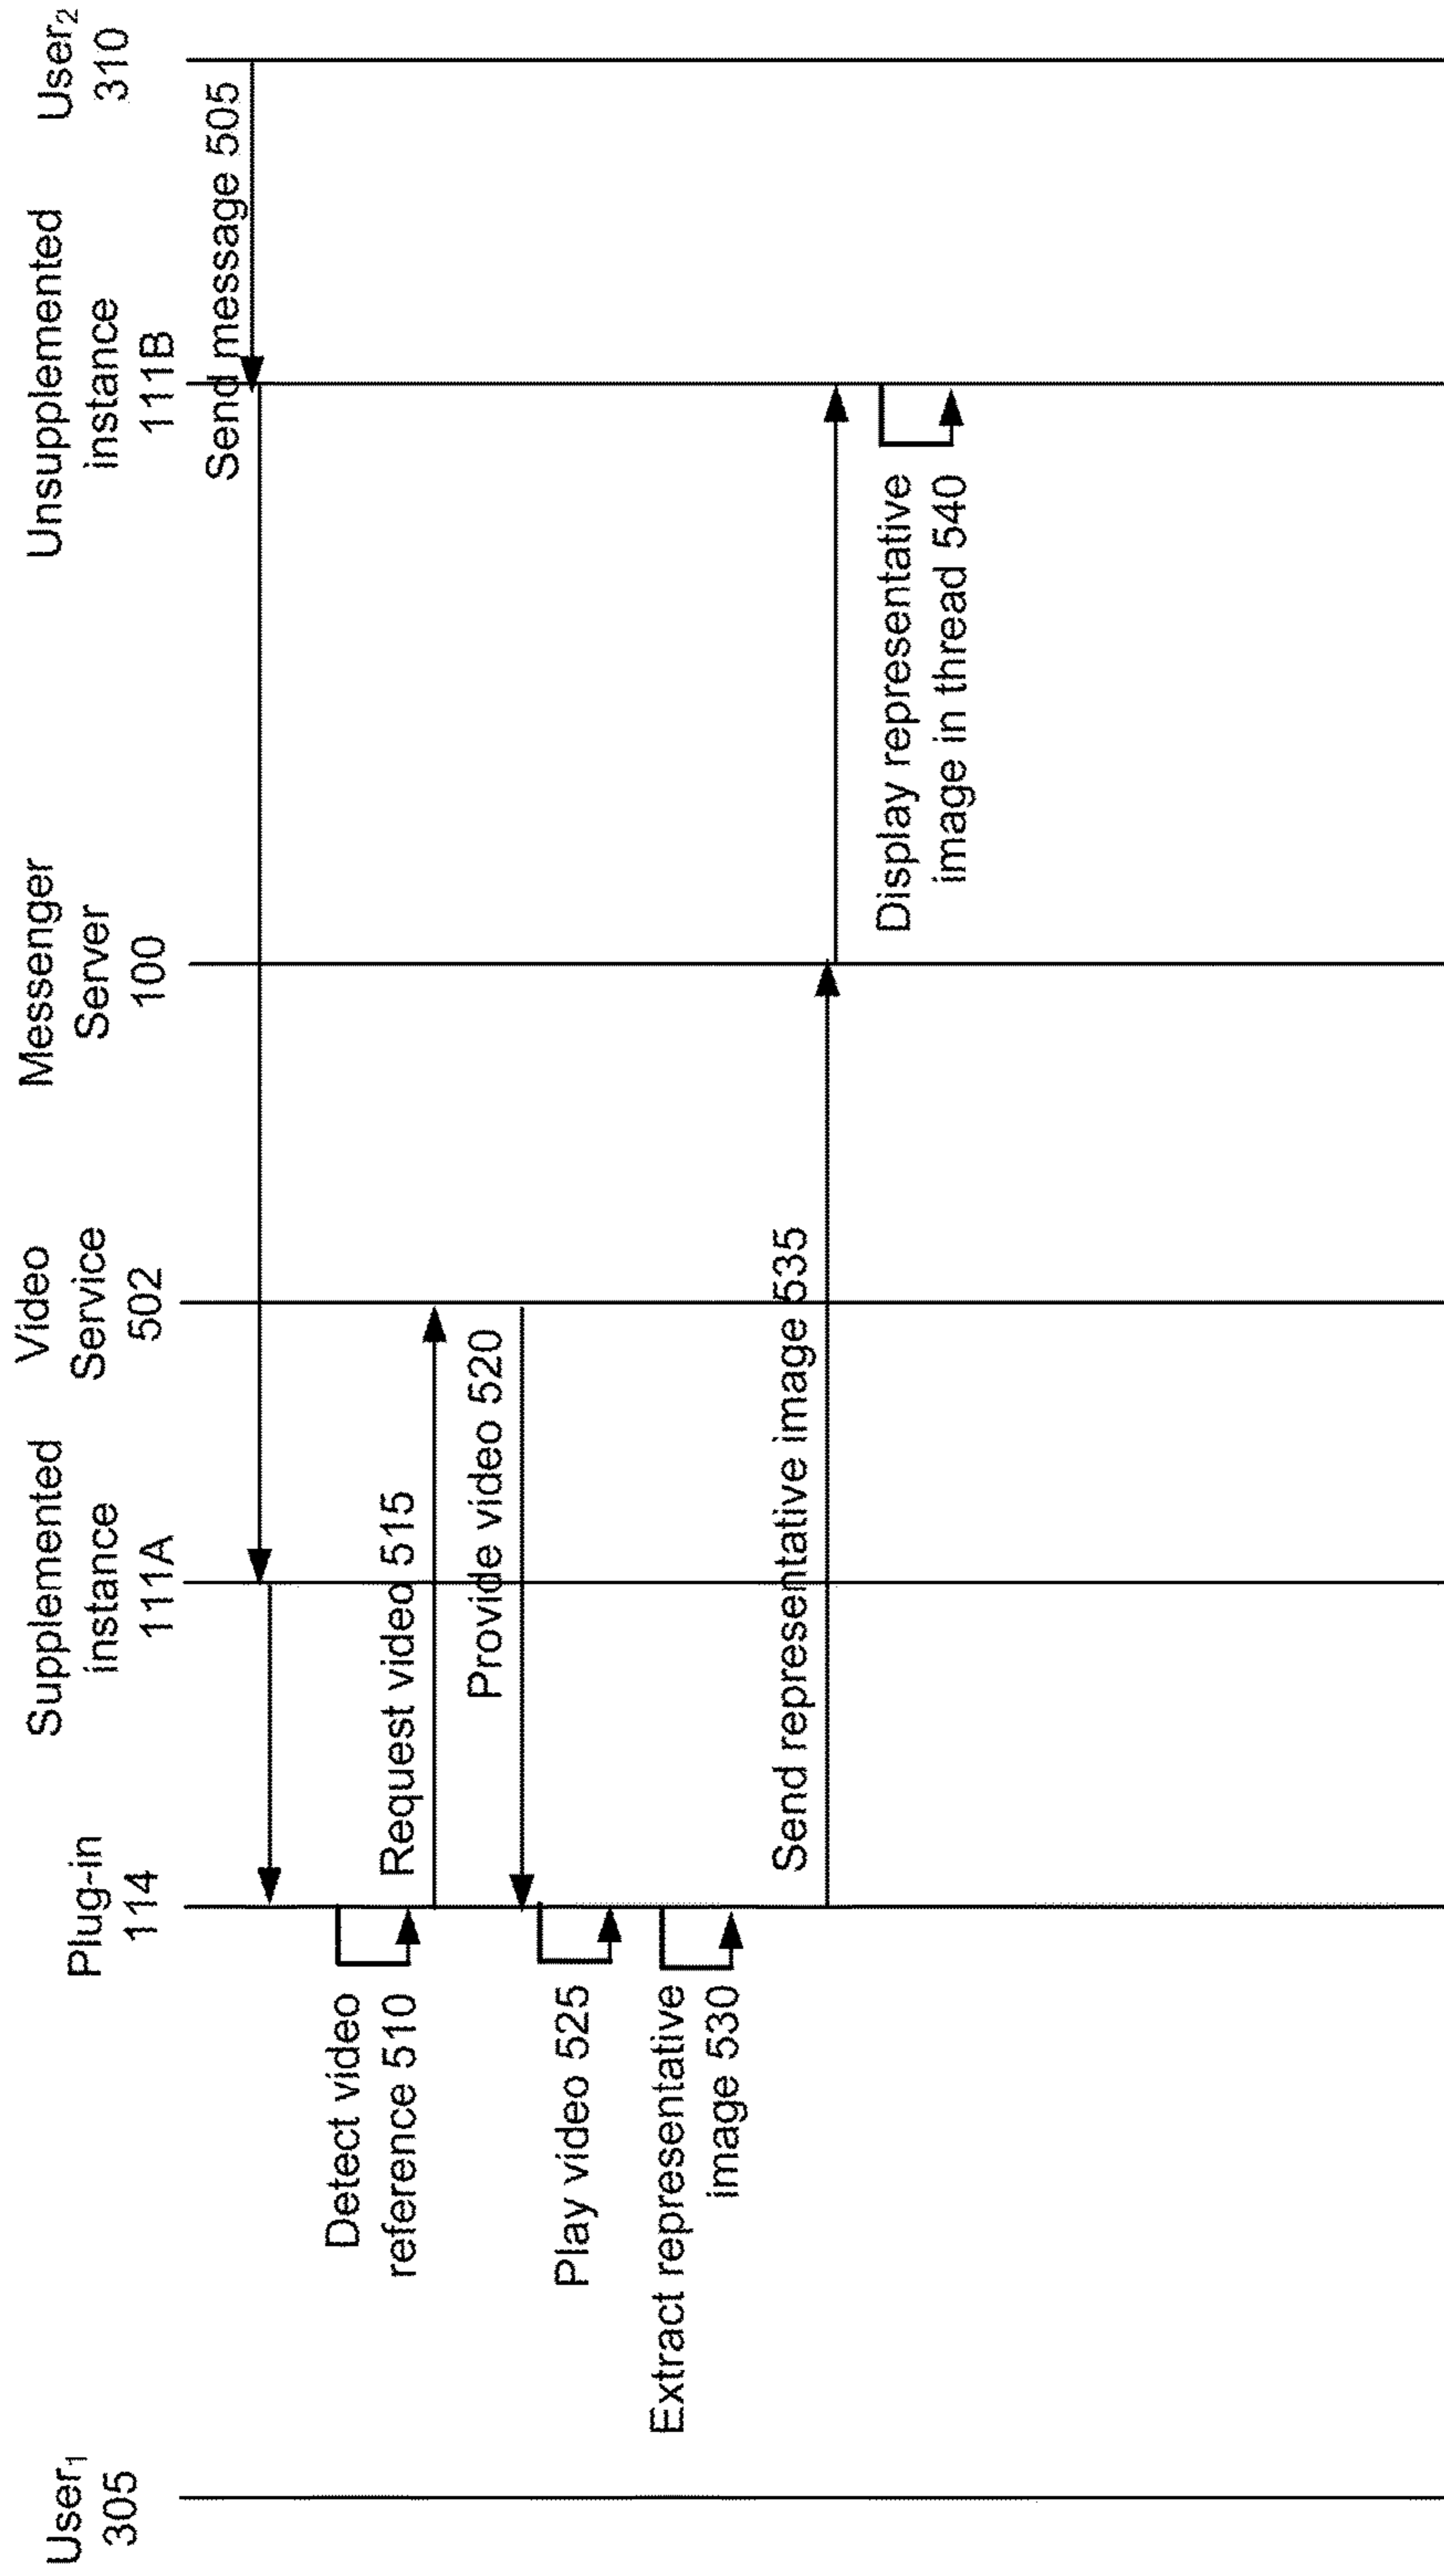 User₁
305
Plug-in
114
Supplemented
instance
111A
Video
Service
502
Messenger
Server
100
Unsupplemented
instance
111B
User₂
310
Send message 505
Detect video
reference 510
Request video 515
Provide video 520
Play video 525
Extract representative
image 530
Send representative image 535
Display representative
image in thread 540